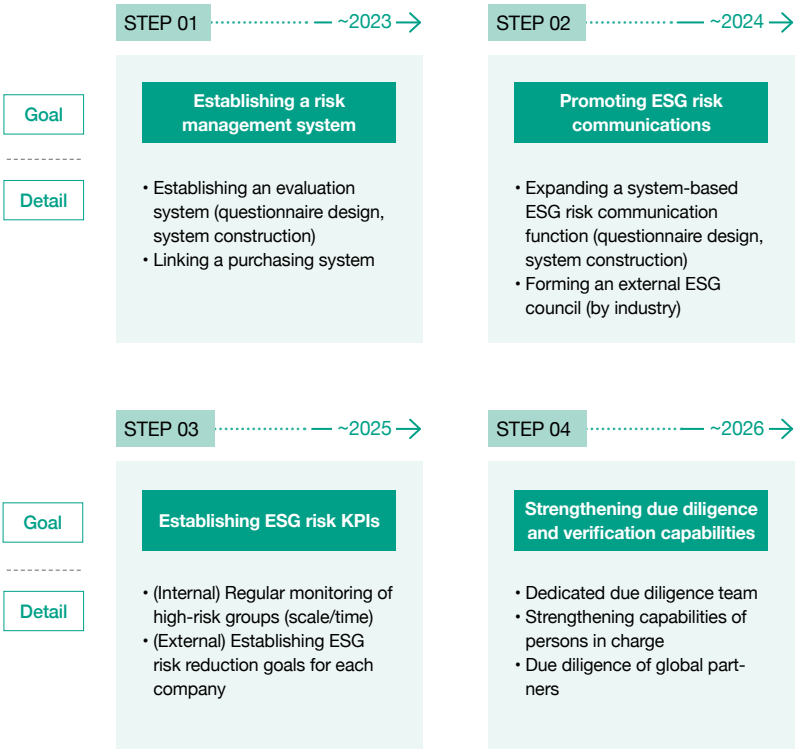 STEP 01 ~2023
STEP 02 ~2024
Goal
Establishing a risk
management system
Promoting ESG risk
communications
Detail
• Establishing an evaluation
system (questionnaire design,
system construction)
• Linking a purchasing system
• Expanding a system-based
ESG risk communication
function (questionnaire design,
system construction)
• Forming an external ESG
council (by industry)
STEP 03 ~2025
STEP 04 ~2026
Goal
Establishing ESG risk KPIs
Strengthening due diligence
and verification capabilities
Detail
• (Internal) Regular monitoring of
high-risk groups (scale/time)
• (External) Establishing ESG
risk reduction goals for each
company
• Dedicated due diligence team
• Strengthening capabilities of
persons in charge
• Due diligence of global part-
ners